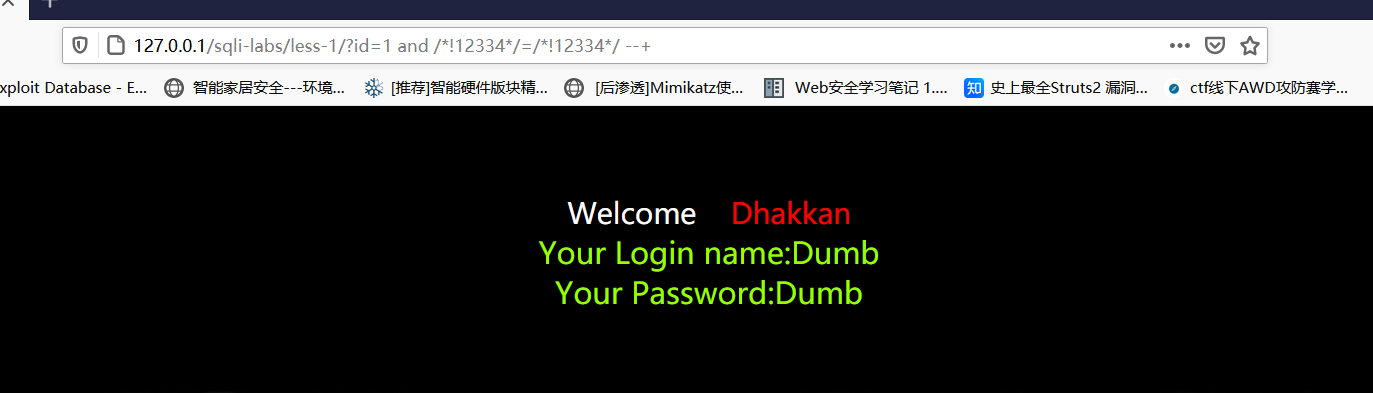 127.0.0.1/sqli-labs/less-1/?id=1 and /*!12334*/=/*!12334*/ --+
xploit Database - E... 智能家居安全---环境... [推荐]智能硬件版块精... [后渗透]Mimikatz使... Web安全学习笔记 1.... 知 史上最全Struts2 漏洞... ctf线下AWD攻防赛学...
Welcome Dhakkan
Your Login name:Dumb
Your Password:Dumb